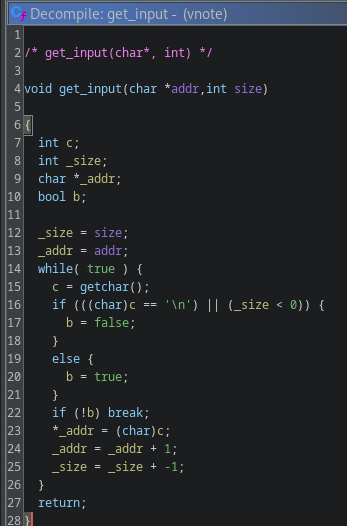 Decompile: get_input - (vnote)
1
2 /* get_input(char*, int) */
3
4 void get_input(char *addr,int size)
5
6 {
7   int c;
8   int _size;
9   char *_addr;
10   bool b;
11
12   _size = size;
13   _addr = addr;
14   while( true ) {
15     c = getchar();
16     if (((char)c == '\n') || (_size < 0)) {
17       b = false;
18     }
19     else {
20       b = true;
21     }
22     if (!b) break;
23     *_addr = (char)c;
24     _addr = _addr + 1;
25     _size = _size + -1;
26   }
27   return;
28 }